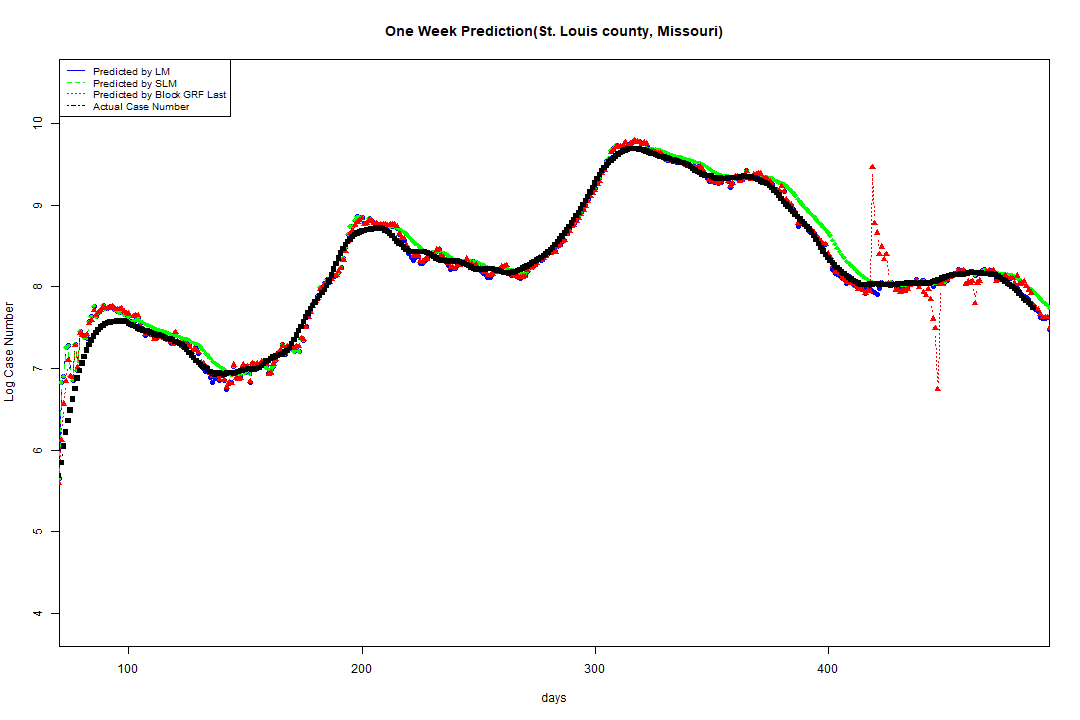 One Week Prediction(St. Louis county, Missouri)
Predicted by LM
Predicted by SLM
Predicted by Block GRF Last
Actual Case Number
Log Case Number
10
9
8
7
6
5
4
100
200
300
400
days